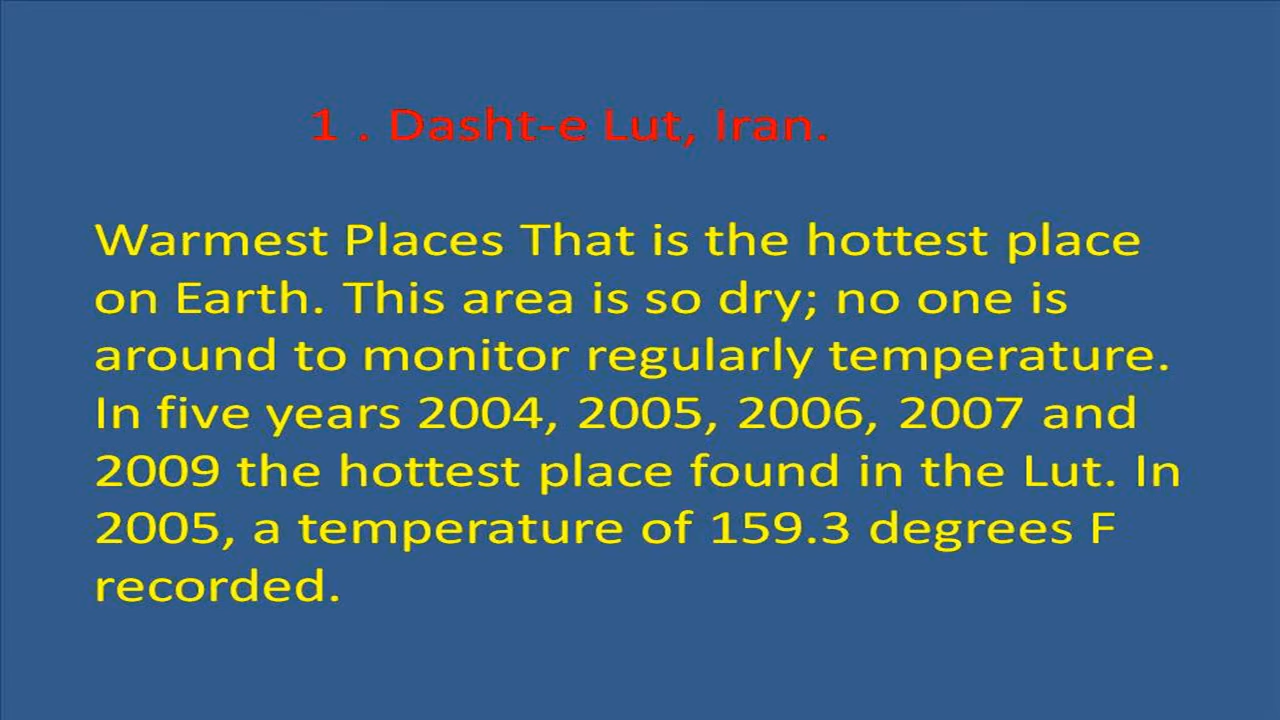 1 . Dasht-e Lut, Iran.
Warmest Places That is the hottest place
on Earth. This area is so dry; no one is
around to monitor regularly temperature.
In five years 2004, 2005, 2006, 2007 and
2009 the hottest place found in the Lut. In
2005, a temperature of 159.3 degrees F
recorded.